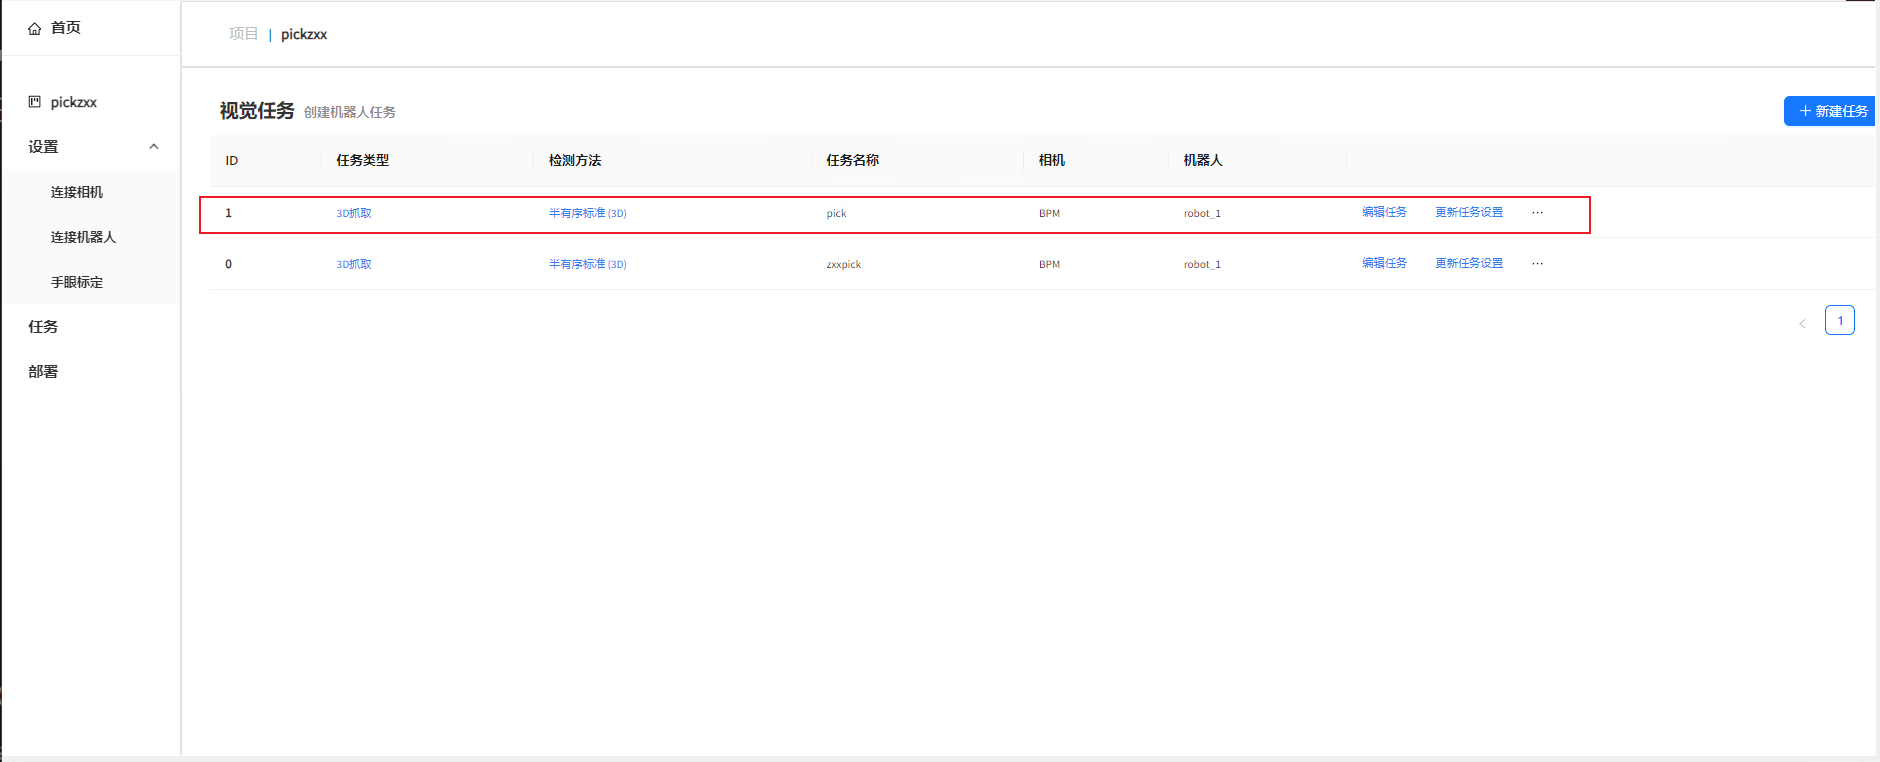 首页
项目 | pickzxx
pickzxx
设置
连接相机
连接机器人
手眼标定
任务
部署
视觉任务 创建机器人任务
+ 新建任务
ID 任务类型 检测方法 任务名称 相机 机器人
1 3D抓取 半有序标准 (3D) pick BPM robot_1 编辑任务 更新任务设置 ···
0 3D抓取 半有序标准 (3D) zxxpick BPM robot_1 编辑任务 更新任务设置 ···
< 1